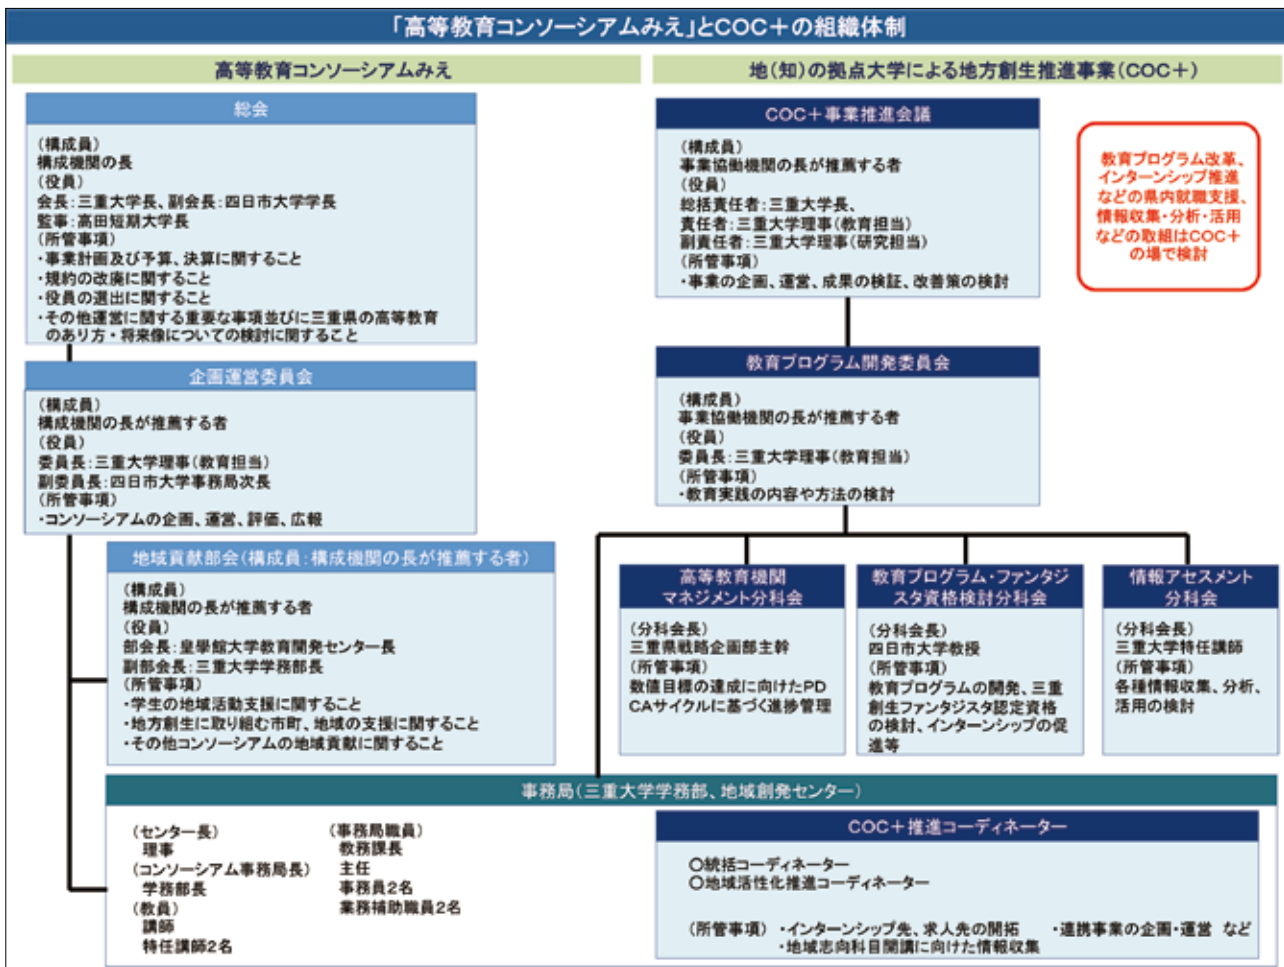 「高等教育コンソーシアムみえ」とCOC＋の組織体制
高等教育コンソーシアムみえ
総会
（構成員）
構成機関の長
（役員）
会長：三重大学長、副会長：四日市大学学長
監事：高田短期大学長
（所管事項）
・事業計画及び予算、決算に関すること
・規約の改廃に関すること
・役員の選出に関すること
・その他運営に関する重要な事項並びに三重県の高等教育
のあり方・将来像についての検討に関すること
企画運営委員会
（構成員）
構成機関の長が推薦する者
（役員）
委員長：三重大学理事（教育担当）
副委員長：四日市大学事務局次長
（所管事項）
・コンソーシアムの企画、運営、評価、広報
地域貢献部会（構成員：構成機関の長が推薦する者）
（構成員）
構成機関の長が推薦する者
（役員）
部会長：皇學館大学教育開発センター長
副部会長：三重大学学務部長
（所管事項）
・学生の地域活動支援に関すること
・地方創生に取り組む市町、地域の支援に関すること
・その他コンソーシアムの地域貢献に関すること
地（知）の拠点大学による地方創生推進事業（COC＋）
COC＋事業推進会議
（構成員）
事業協働機関の長が推薦する者
（役員）
総括責任者：三重大学長、
責任者：三重大学理事（教育担当）
副責任者：三重大学理事（研究担当）
（所管事項）
・事業の企画、運営、成果の検証、改善策の検討
教育プログラム改革、
インターンシップ推進
などの県内就職支援、
情報収集・分析・活用
などの取組はCOC＋
の場で検討
教育プログラム開発委員会
（構成員）
事業協働機関の長が推薦する者
（役員）
委員長：三重大学理事（教育担当）
（所管事項）
・教育実践の内容や方法の検討
高等教育機関
マネジメント分科会
（分科会長）
三重県戦略企画部主幹
（所管事項）
数値目標の達成に向けたPD
CAサイクルに基づく進捗管理
教育プログラム・ファンタジ
スタ資格検討分科会
（分科会長）
四日市大学教授
（所管事項）
教育プログラムの開発、三重
創生ファンタジスタ認定資格
の検討、インターンシップの促
進等
情報アセスメント
分科会
（分科会長）
三重大学特任講師
（所管事項）
各種情報収集、分析、
活用の検討
事務局（三重大学学務部、地域創発センター）
（センター長）
理事
（コンソーシアム事務局長）
学務部長
（教員）
講師
特任講師2名
（事務局職員）
教務課長
主任
事務員2名
業務補助職員2名
COC＋推進コーディネーター
○統括コーディネーター
○地域活性化推進コーディネーター
（所管事項） ・インターンシップ先、求人先の開拓 ・連携事業の企画・運営 など
・地域志向科目開講に向けた情報収集